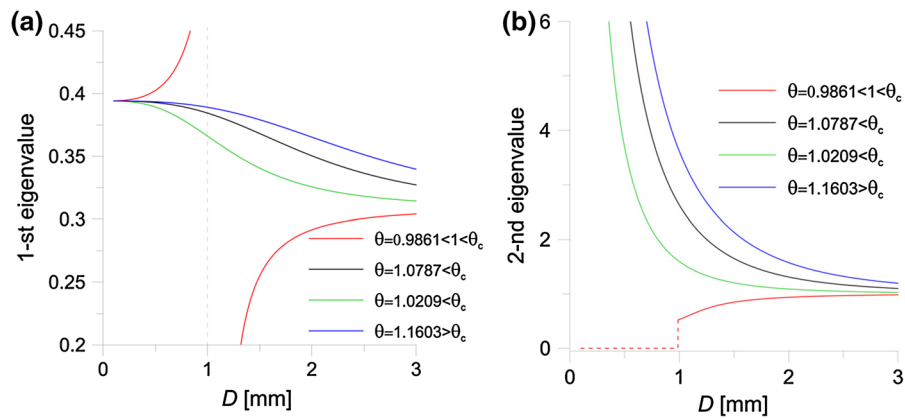 (a)
0.45
0.4
0.35
0.3
0.25
0.2
1-st eigenvalue
θ=0.9861<1<θc
θ=1.0787<θc
θ=1.0209<θc
θ=1.1603>θc
0 1 2 3
D [mm]
(b)
6
4
2
0
2-nd eigenvalue
θ=0.9861<1<θc
θ=1.0787<θc
θ=1.0209<θc
θ=1.1603>θc
0 1 2 3
D [mm]